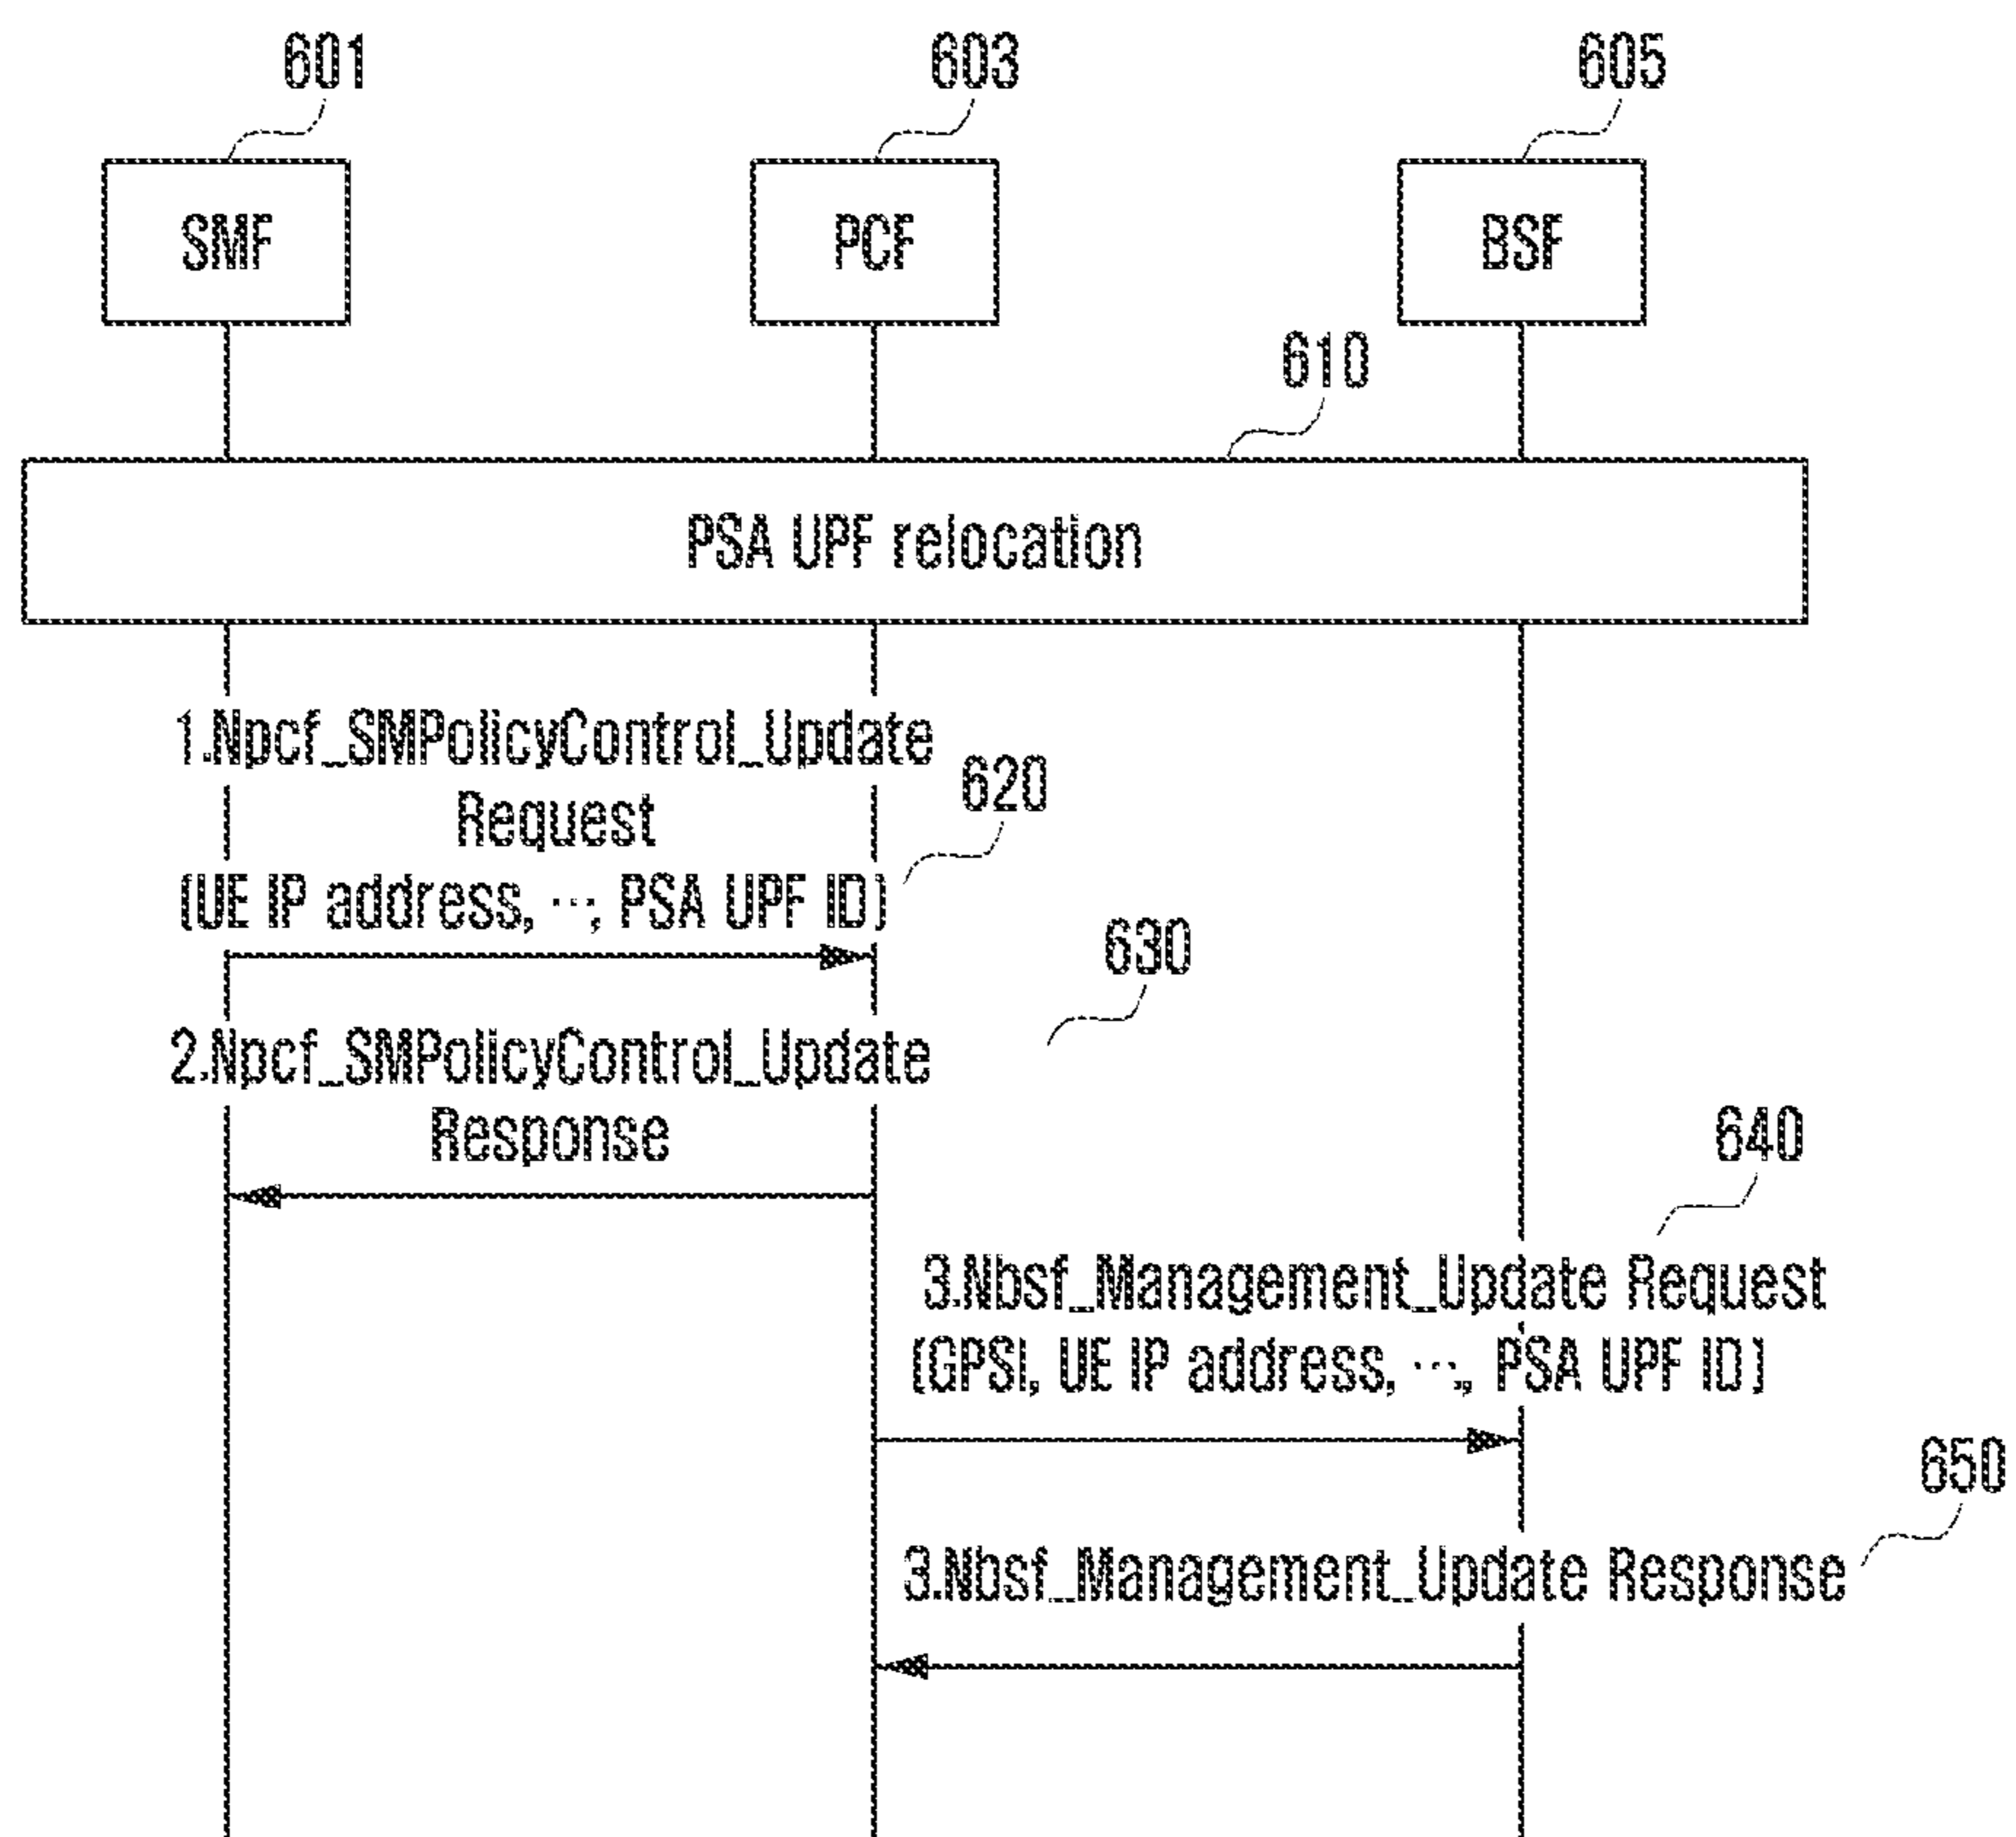 601
603
605
SMF
PCF
BSF
610
PSA UPF relocation
1.Npcf_SMPolicyControl_Update
Request
(UE IP address, ···, PSA UPF ID)
620
630
2.Npcf_SMPolicyControl_Update
Response
640
3.Nbsf_Management_Update Request
(GPSI, UE IP address, ···, PSA UPF ID)
650
3.Nbsf_Management_Update Response